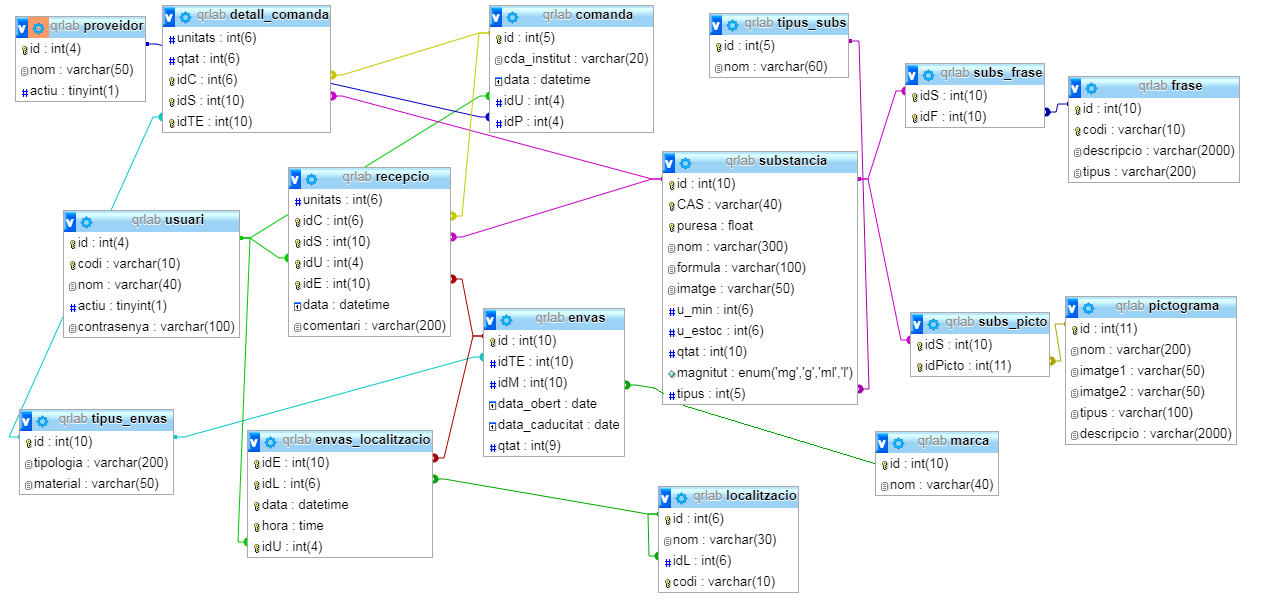 qrlab proveidor
id : int(4)
nom : varchar(50)
actiu : tinyint(1)
qrlab detall_comanda
unitats : int(6)
qtat : int(6)
idC : int(6)
idS : int(10)
idTE : int(10)
qrlab comanda
id : int(5)
cda_institut : varchar(20)
data : datetime
idU : int(4)
idP : int(4)
qrlab tipus_subs
id : int(5)
nom : varchar(60)
qrlab subs_frase
idS : int(10)
idF : int(10)
qrlab frase
id : int(10)
codi : varchar(10)
descripcio : varchar(2000)
tipus : varchar(200)
qrlab recepcio
unitats : int(6)
idC : int(6)
idS : int(10)
idU : int(4)
idE : int(10)
data : datetime
comentari : varchar(200)
qrlab substancia
id : int(10)
CAS : varchar(40)
puresa : float
nom : varchar(300)
formula : varchar(100)
imatge : varchar(50)
u_min : int(6)
u_estoc : int(6)
qtat : int(10)
magnitut : enum('mg','g','ml','l')
tipus : int(5)
qrlab usuari
id : int(4)
codi : varchar(10)
nom : varchar(40)
actiu : tinyint(1)
contrasenya : varchar(100)
qrlab envas
id : int(10)
idTE : int(10)
idM : int(10)
data_obert : date
data_caducitat : date
qtat : int(9)
qrlab subs_picto
idS : int(10)
idPicto : int(11)
qrlab pictograma
id : int(11)
nom : varchar(200)
imatge1 : varchar(50)
imatge2 : varchar(50)
tipus : varchar(100)
descripcio : varchar(2000)
qrlab tipus_envas
id : int(10)
tipologia : varchar(200)
material : varchar(50)
qrlab envas_localitzacio
idE : int(10)
idL : int(6)
data : datetime
hora : time
idU : int(4)
qrlab marca
id : int(10)
nom : varchar(40)
qrlab localitzacio
id : int(6)
nom : varchar(30)
idL : int(6)
codi : varchar(10)